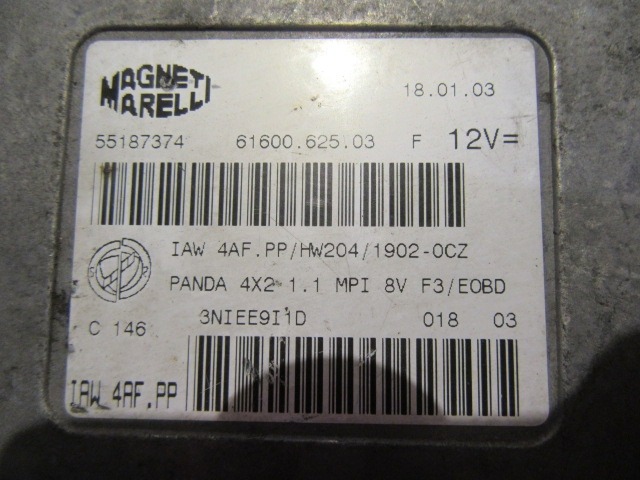 MAGNETI
MARELLI
18.01.03
55187374 61600.625.03 F 12V=
IAW 4AF.PP/HW204/1902-0CZ
PANDA 4X2 1.1 MPI 8V F3/EOBD
C 146 3NIEE9I1D 018 03
IAW 4AF.PP